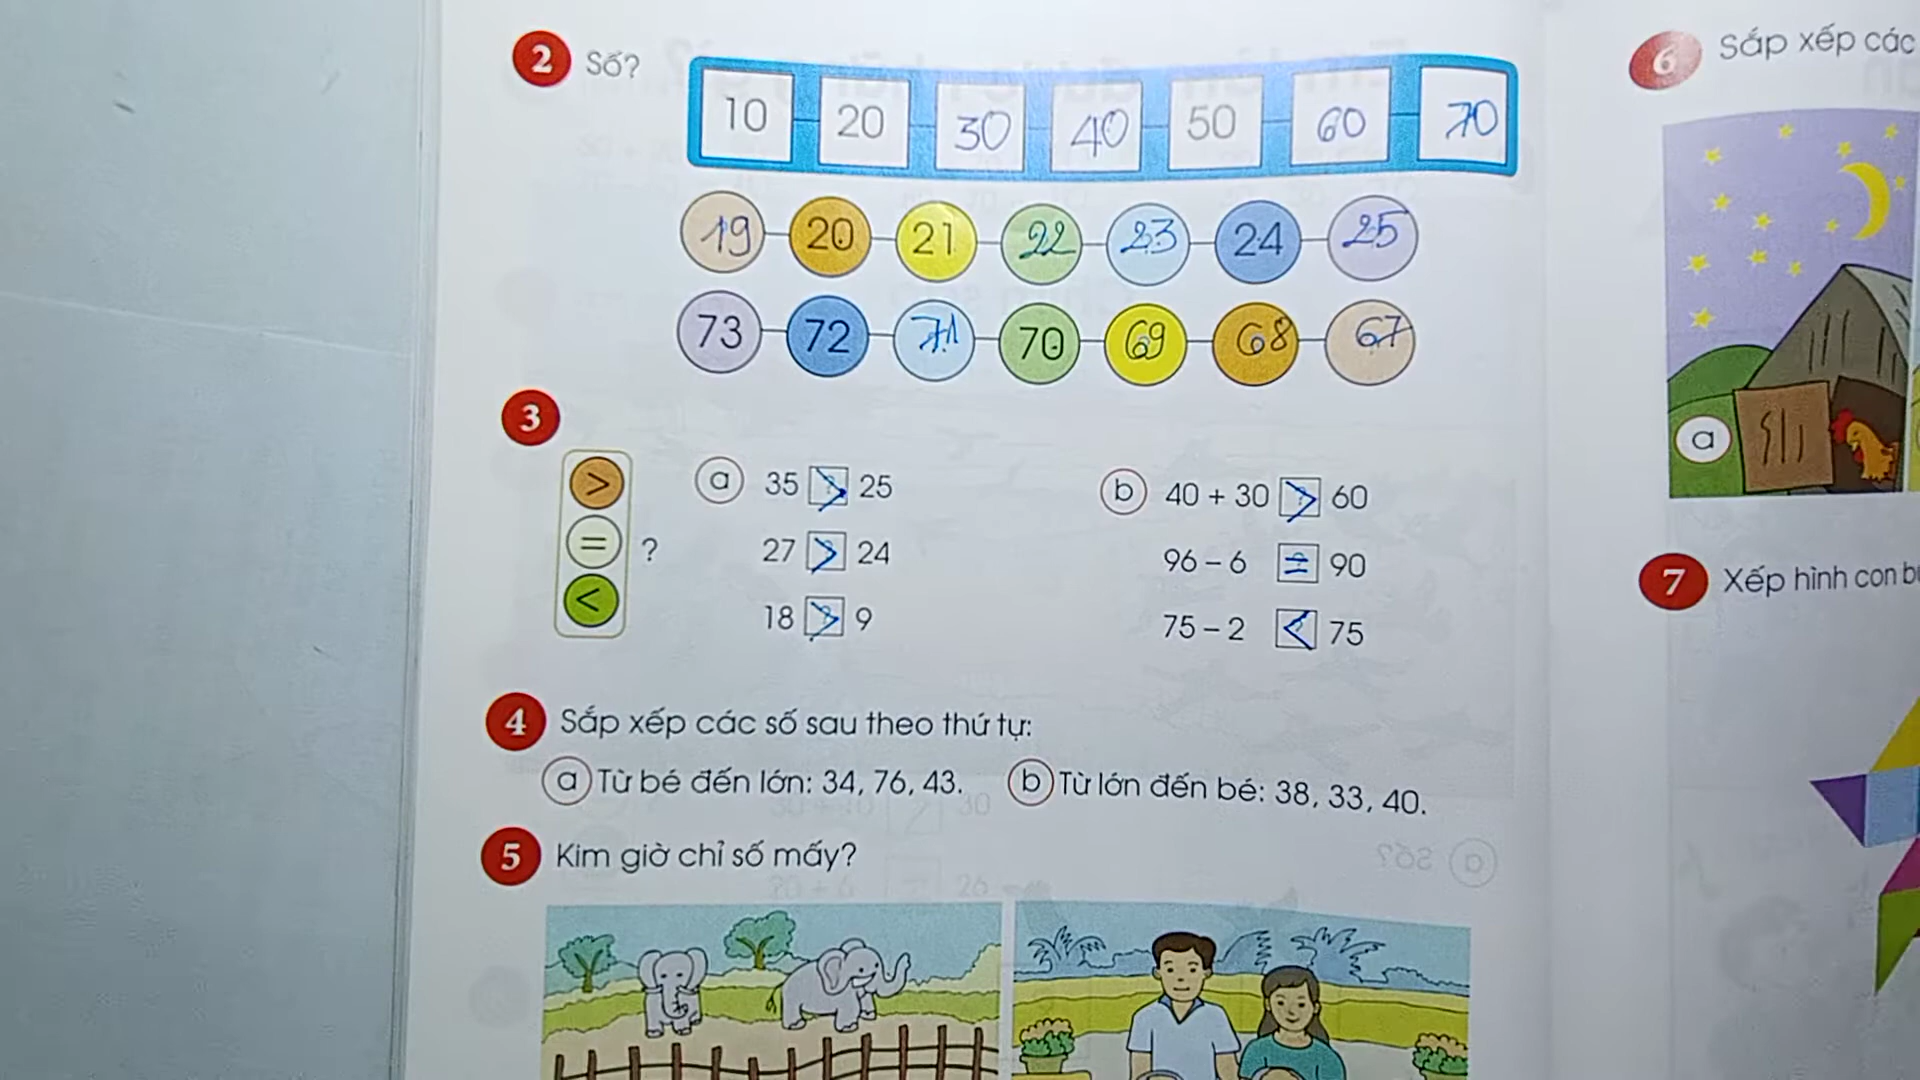 2 Số?
10 20 30 40 50 60 70
19 20 21 22 23 24 25
73 72 71 70 69 68 67
3
> = < ?
a 35 > 25
27 > 24
18 > 9
b 40 + 30 > 60
96 – 6 = 90
75 – 2 < 75
4 Sắp xếp các số sau theo thứ tự:
a Từ bé đến lớn: 34, 76, 43. b Từ lớn đến bé: 38, 33, 40.
5 Kim giờ chỉ số mấy?
6 Sắp xếp các
a
7 Xếp hình con